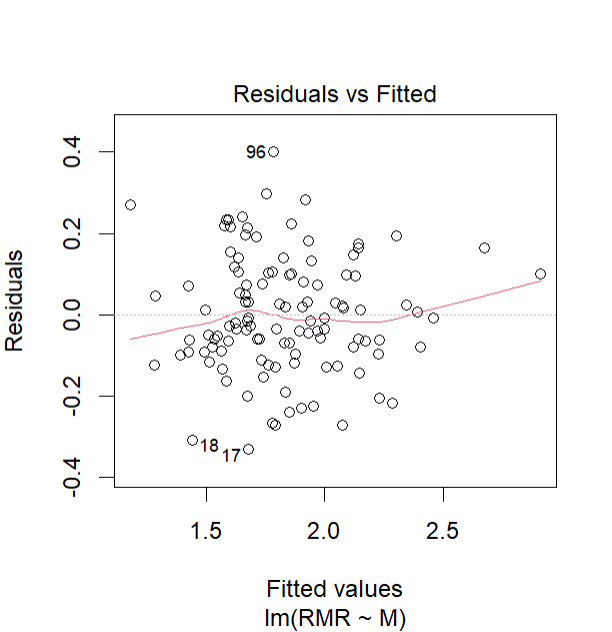 Residuals vs Fitted
Residuals
0.4
0.2
0.0
-0.2
-0.4
96
18
17
1.5 2.0 2.5
Fitted values
lm(RMR ~ M)